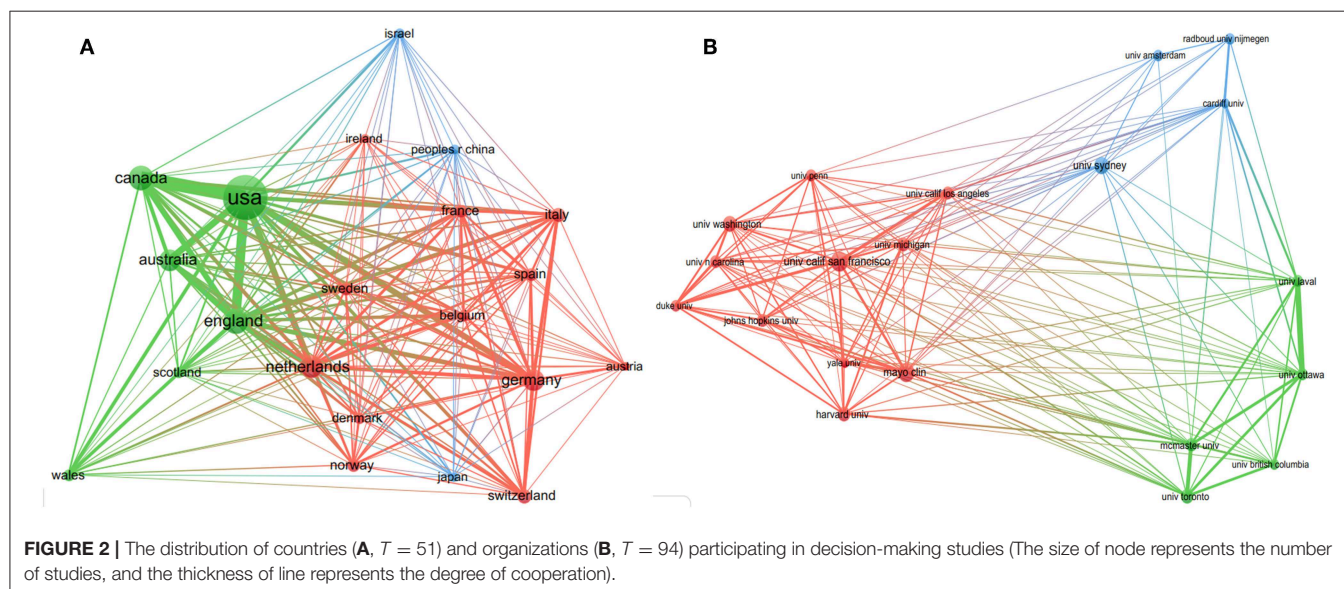 A
israel
ireland
peoples r china
canada
usa
france
italy
australia
spain
sweden
belgium
england
netherlands
scotland
germany
austria
denmark
norway
japan
wales
switzerland
B
radboud univ nijmegen
univ amsterdam
cardiff univ
univ sydney
univ penn
univ calif los angeles
univ washington
univ michigan
univ n carolina
univ calif san francisco
univ laval
duke univ
johns hopkins univ
yale univ
mayo clin
univ ottawa
harvard univ
mcmaster univ
univ british columbia
univ toronto
FIGURE 2 | The distribution of countries (A, T = 51) and organizations (B, T = 94) participating in decision-making studies (The size of node represents the number
of studies, and the thickness of line represents the degree of cooperation).